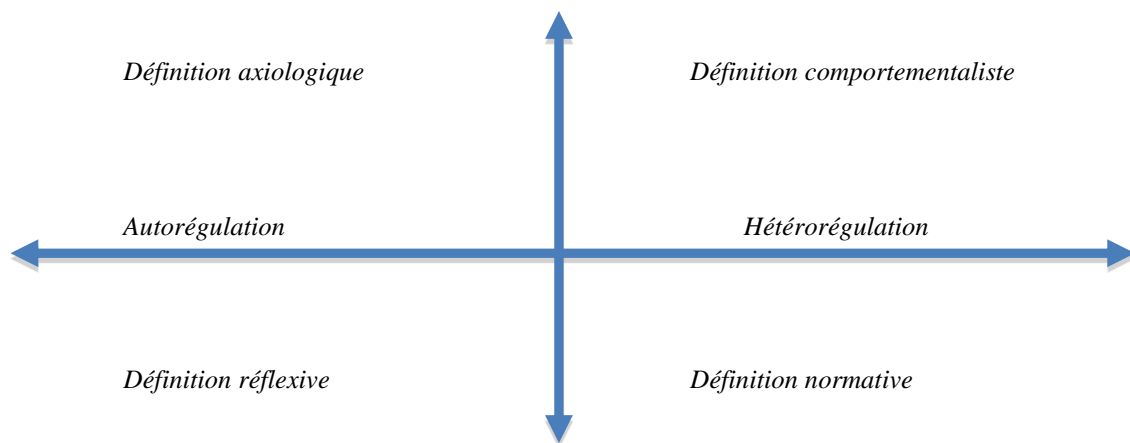 Définition axiologique
Définition comportementaliste
Autorégulation
Hétérorégulation
Définition réflexive
Définition normative